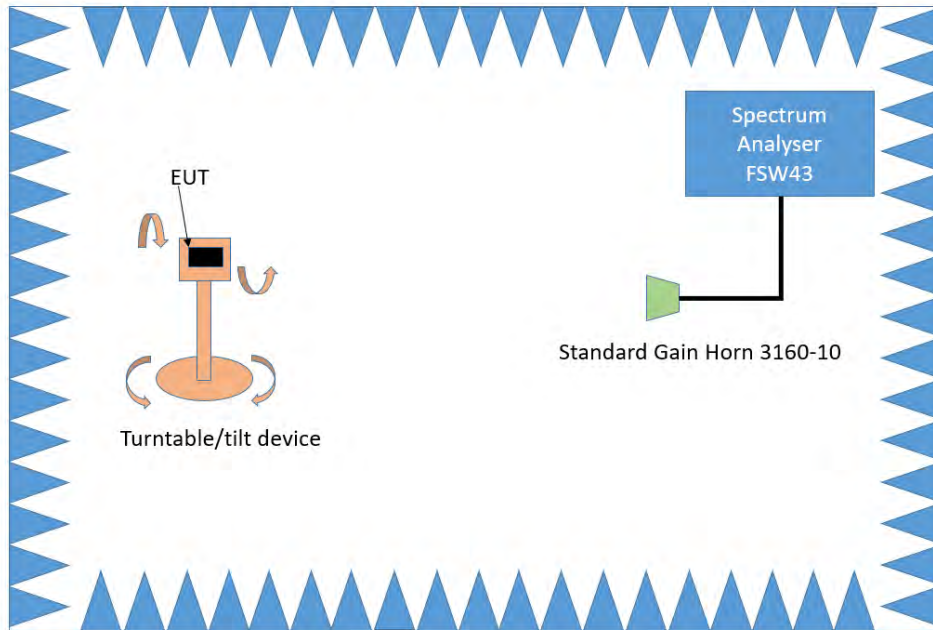 Spectrum
Analyser
FSW43
EUT
Standard Gain Horn 3160-10
Turntable/tilt device